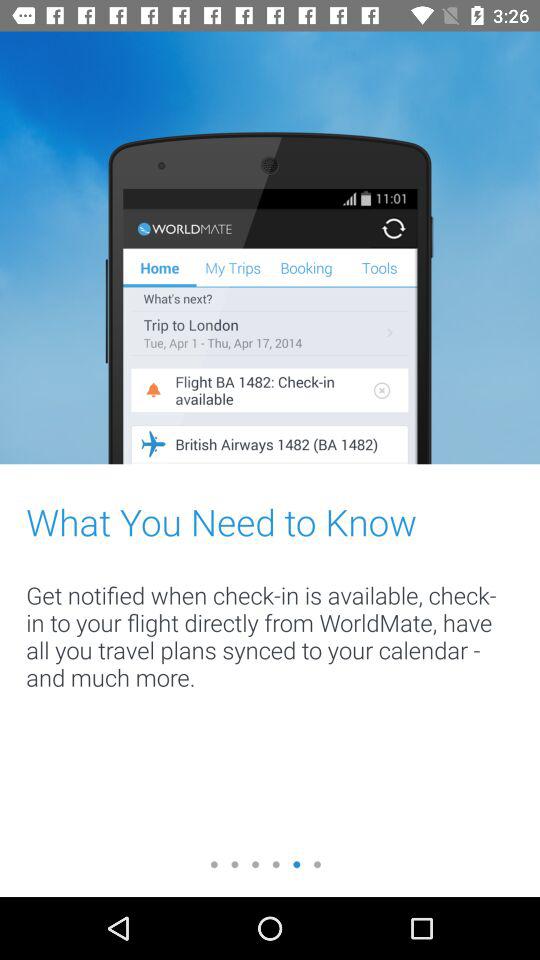 3:26
11:01
WORLDMATE
Home My Trips Booking Tools
What's next?
Trip to London
Tue, Apr 1 - Thu, Apr 17, 2014
Flight BA 1482: Check-in
available
British Airways 1482 (BA 1482)
What You Need to Know
Get notified when check-in is available, check-
in to your flight directly from WorldMate, have
all you travel plans synced to your calendar -
and much more.